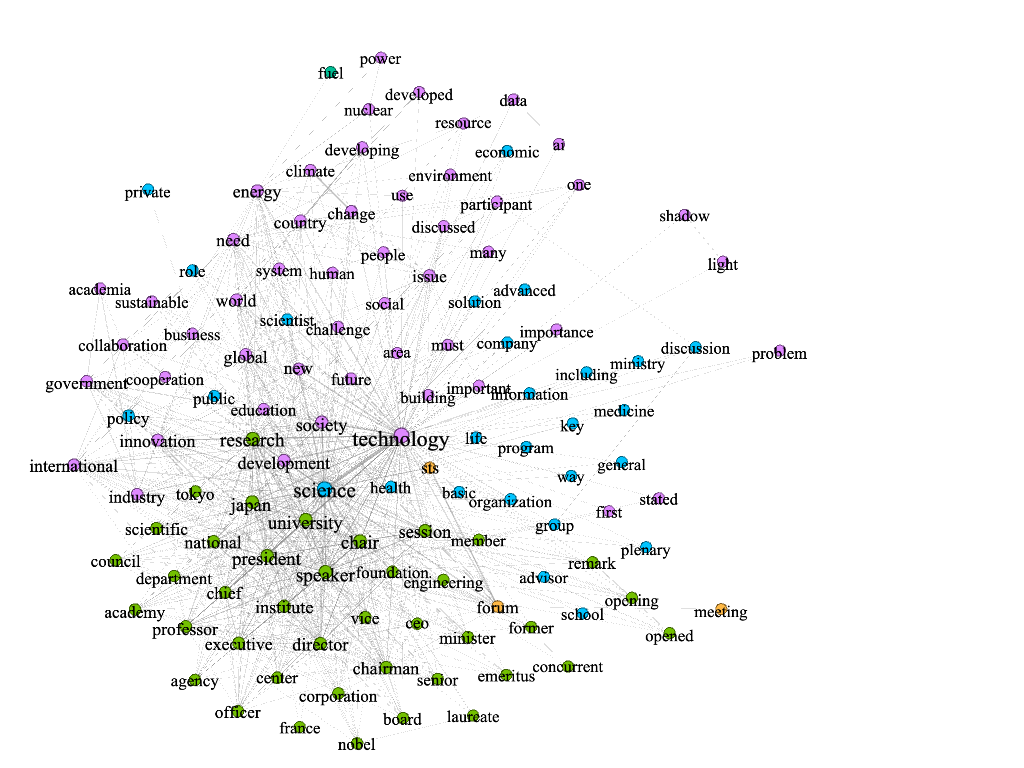 power
fuel
developed
data
nuclear
resource
developing
economic
ai
climate
environment
one
private
energy
use
participant
change
shadow
country
discussed
need
people
many
light
role
system
human
issue
academia
sustainable
world
social
solution
advanced
scientist
challenge
importance
business
collaboration
must
company
discussion
global
area
problem
ministry
new
including
government
cooperation
future
important
information
public
building
education
medicine
policy
society
key
innovation
research
technology
life
program
international
development
sts
general
way
science
health
basic
industry
tokyo
organization
stated
japan
first
university
group
scientific
session
national
chair
member
plenary
council
president
remark
department
speaker
foundation
engineering
advisor
chief
academy
institute
forum
opening
meeting
school
vice
ceo
professor
former
minister
opened
executive
director
chairman
concurrent
agency
center
senior
emeritus
corporation
officer
france
board
laureate
nobel